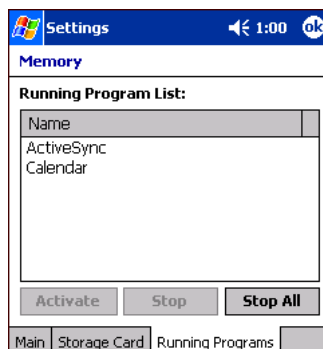 Settings 1:00 ok
Memory
Running Program List:
Name
ActiveSync
Calendar
Activate Stop Stop All
Main Storage Card Running Programs